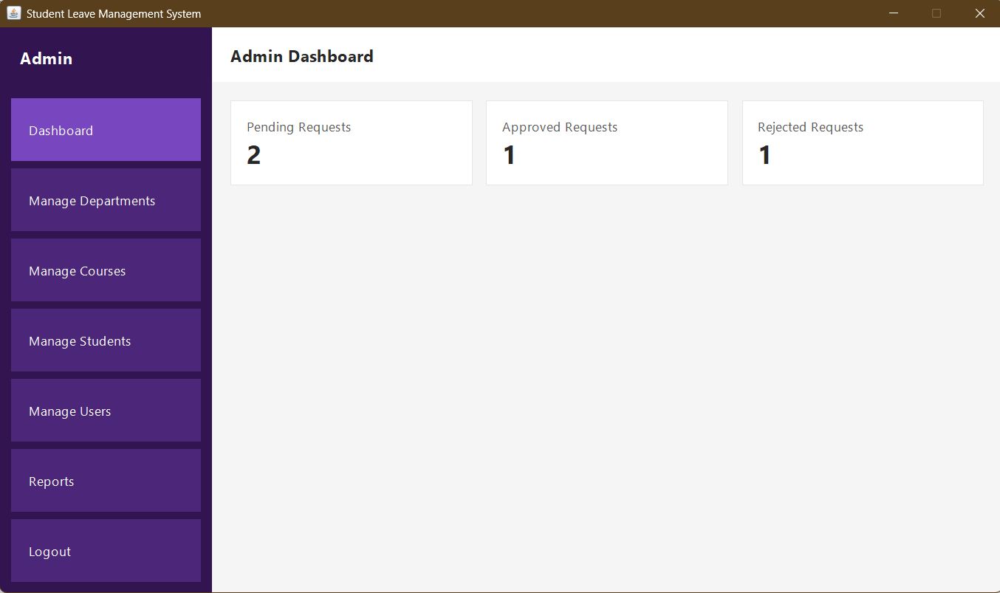 Student Leave Management System
Admin
Dashboard
Manage Departments
Manage Courses
Manage Students
Manage Users
Reports
Logout
Admin Dashboard
Pending Requests
2
Approved Requests
1
Rejected Requests
1